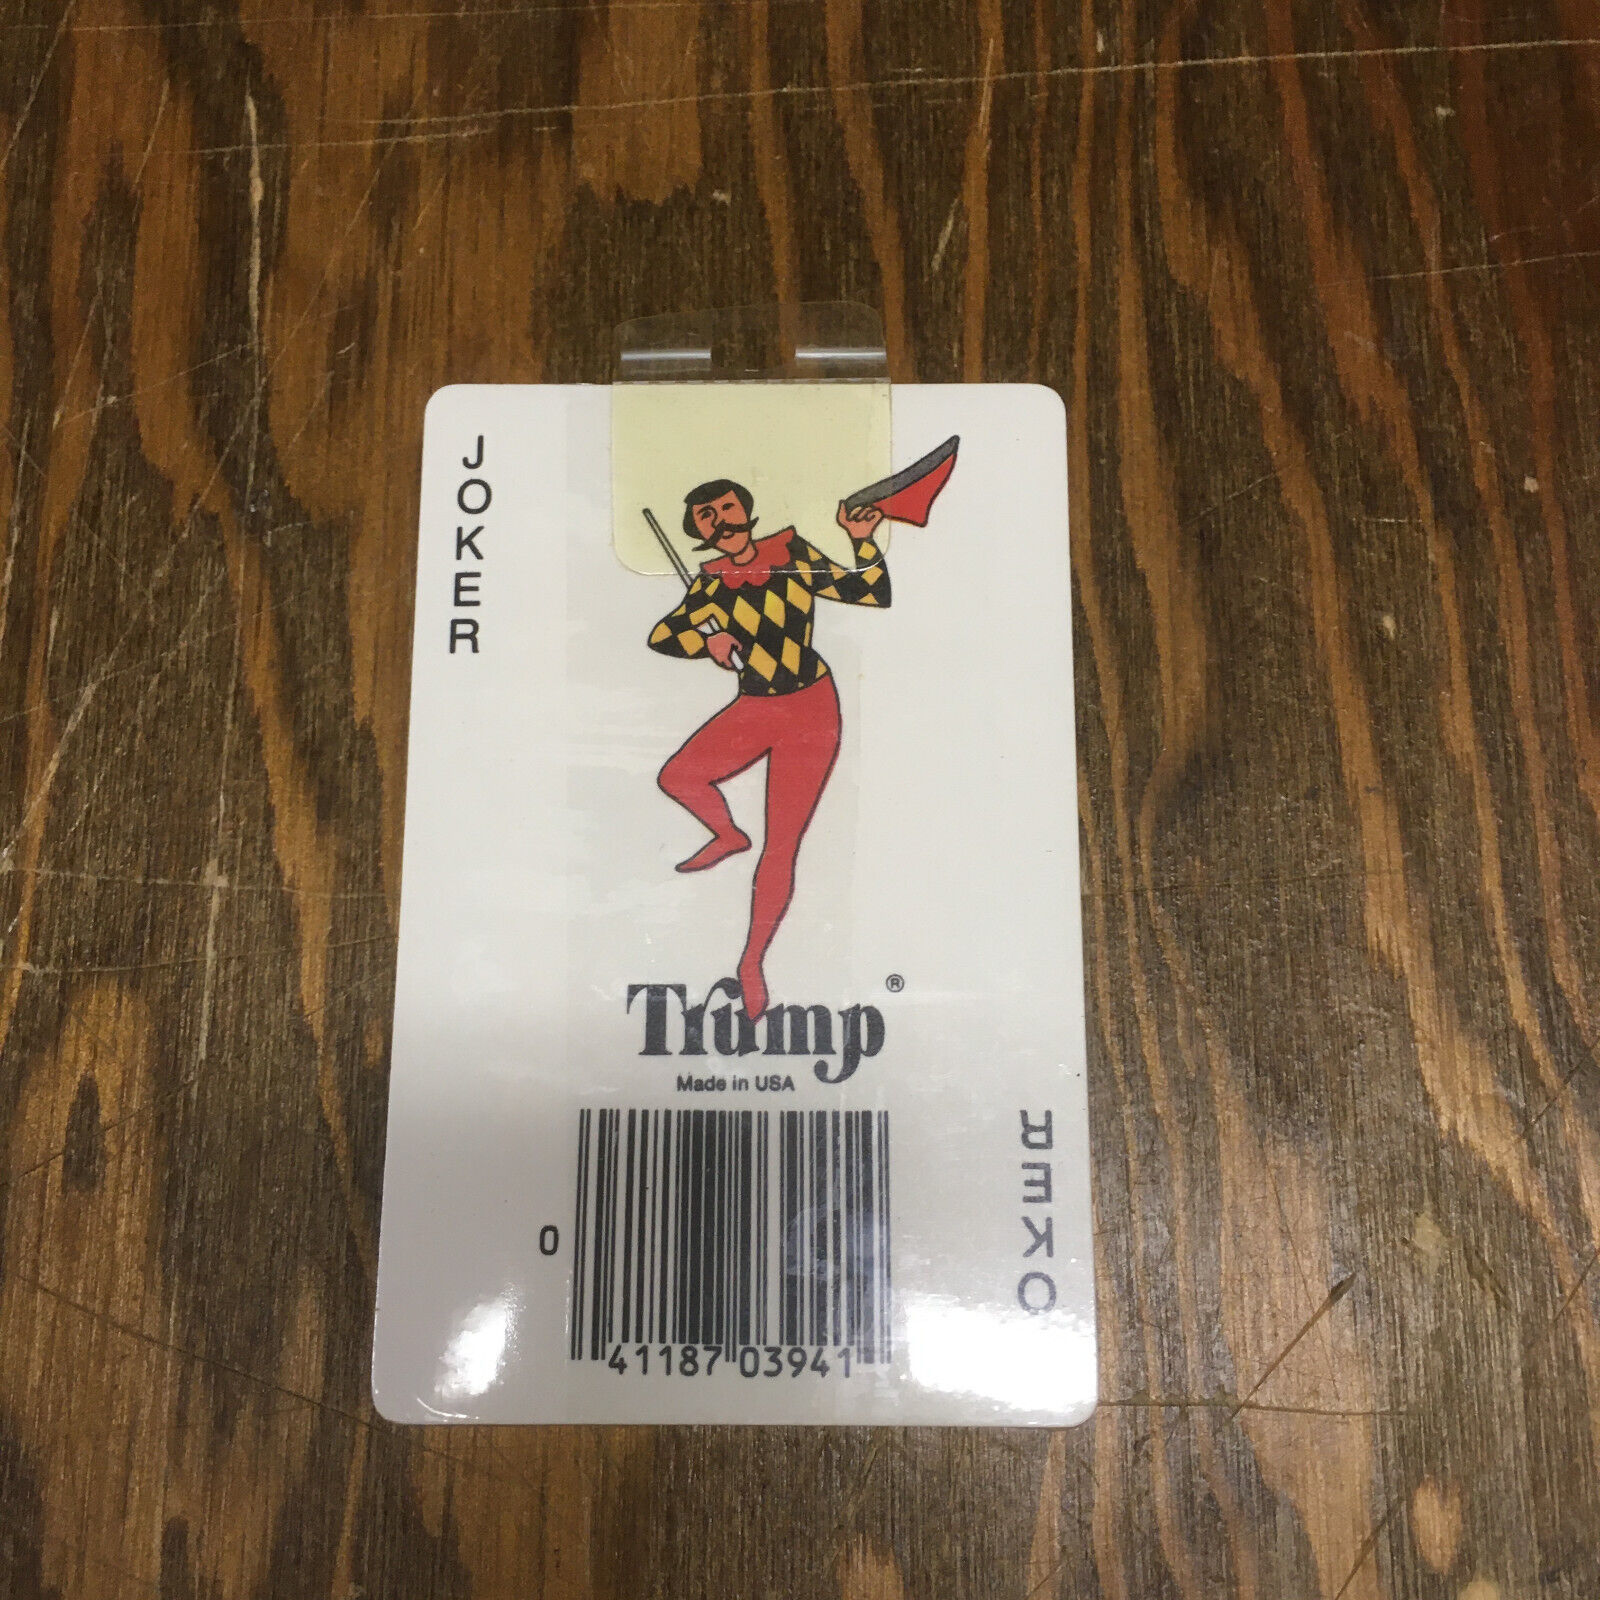 JOKER
Trump®
Made in USA
0 41187 03941
JOKER